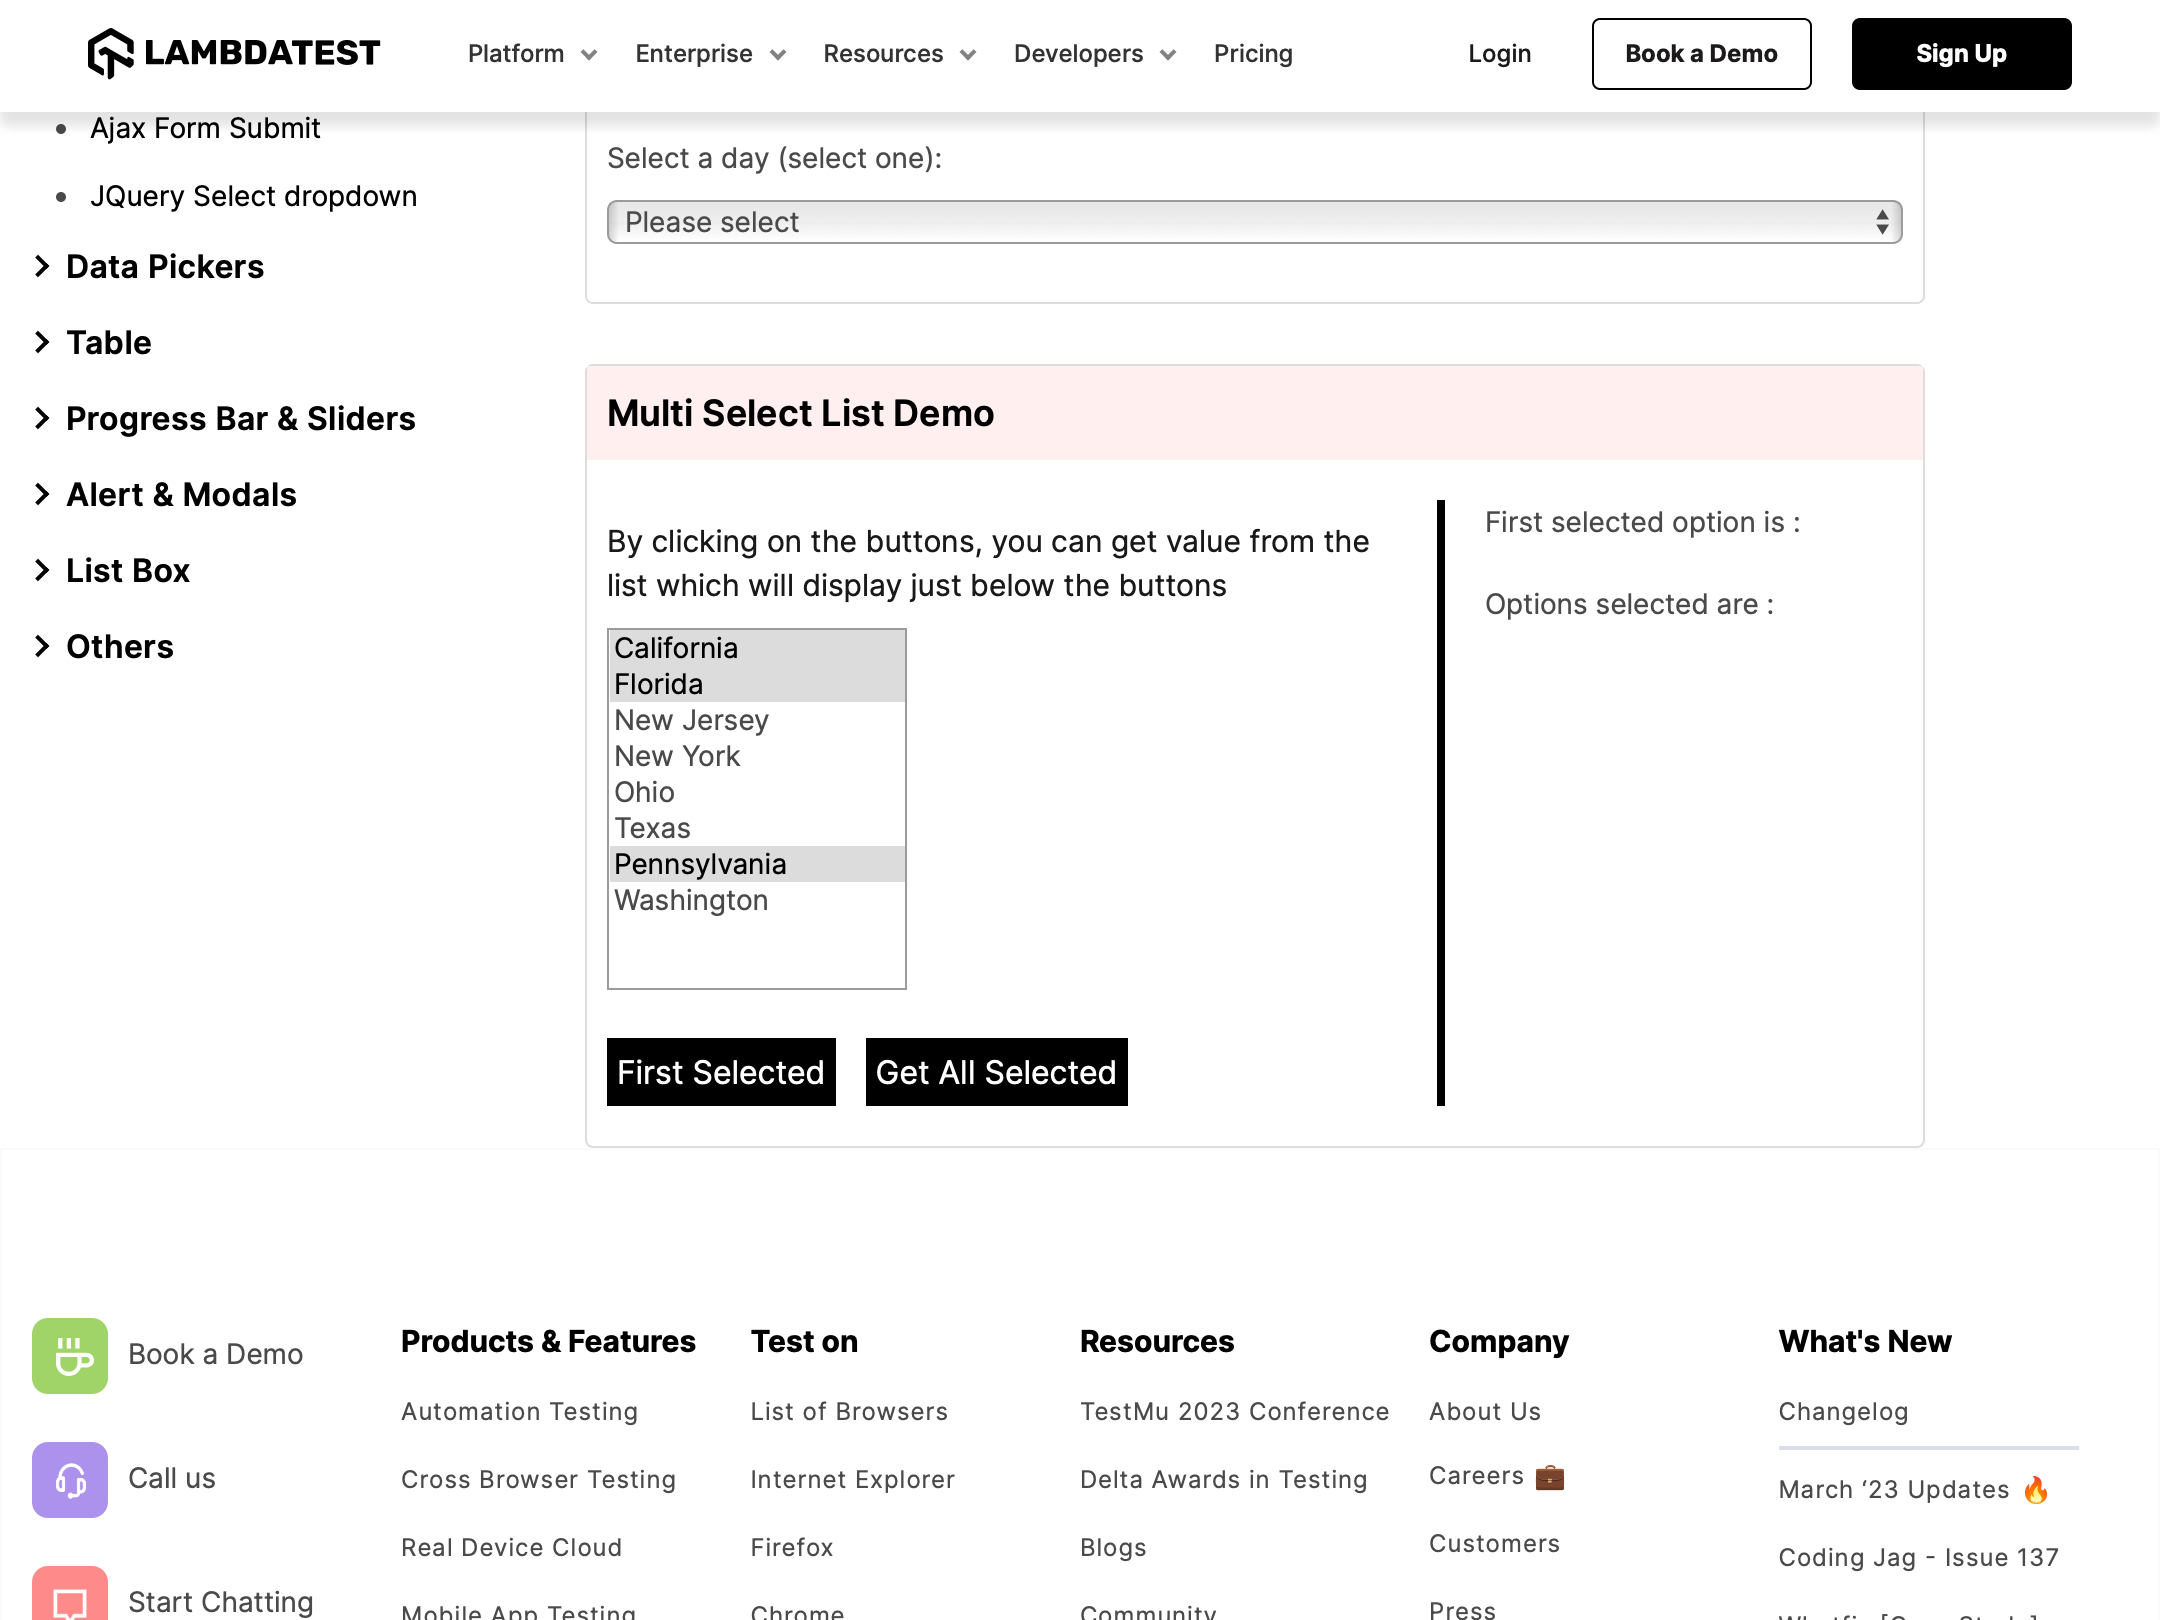 LAMBDATEST
Platform
Enterprise
Resources
Developers
Pricing
Login
Book a Demo
Sign Up
Ajax Form Submit
JQuery Select dropdown
Data Pickers
Table
Progress Bar & Sliders
Alert & Modals
List Box
Others
Select a day (select one):
Please select
Multi Select List Demo
By clicking on the buttons, you can get value from the
list which will display just below the buttons
California
Florida
New Jersey
New York
Ohio
Texas
Pennsylvania
Washington
First Selected
Get All Selected
First selected option is :
Options selected are :
Book a Demo
Call us
Start Chatting
Products & Features
Automation Testing
Cross Browser Testing
Real Device Cloud
Mobile App Testing
Test on
List of Browsers
Internet Explorer
Firefox
Chrome
Resources
TestMu 2023 Conference
Delta Awards in Testing
Blogs
Community
Company
About Us
Careers 💼
Customers
Press
What's New
Changelog
March ‘23 Updates 🔥
Coding Jag - Issue 137